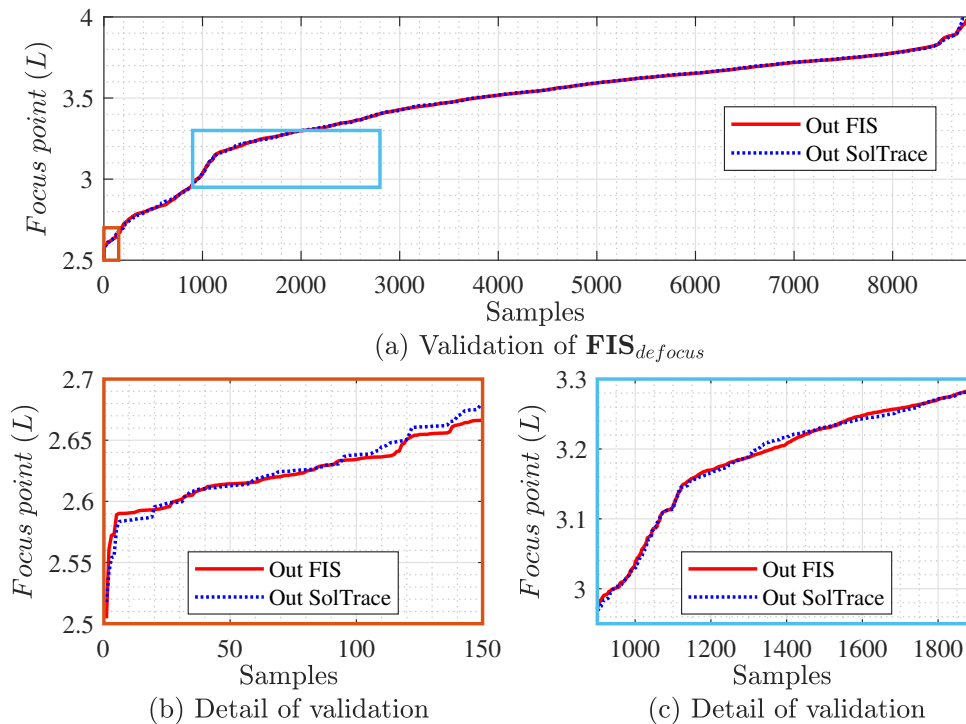 4
3.5
3
2.5
Focus point (L)
0 1000 2000 3000 4000 5000 6000 7000 8000
Samples
Out FIS
Out SolTrace
(a) Validation of FIS defocus
2.7
2.65
2.6
2.55
2.5
Focus point (L)
0 50 100 150
Samples
Out FIS
Out SolTrace
(b) Detail of validation
3.3
3.2
3.1
3
Focus point (L)
1000 1200 1400 1600 1800
Samples
Out FIS
Out SolTrace
(c) Detail of validation